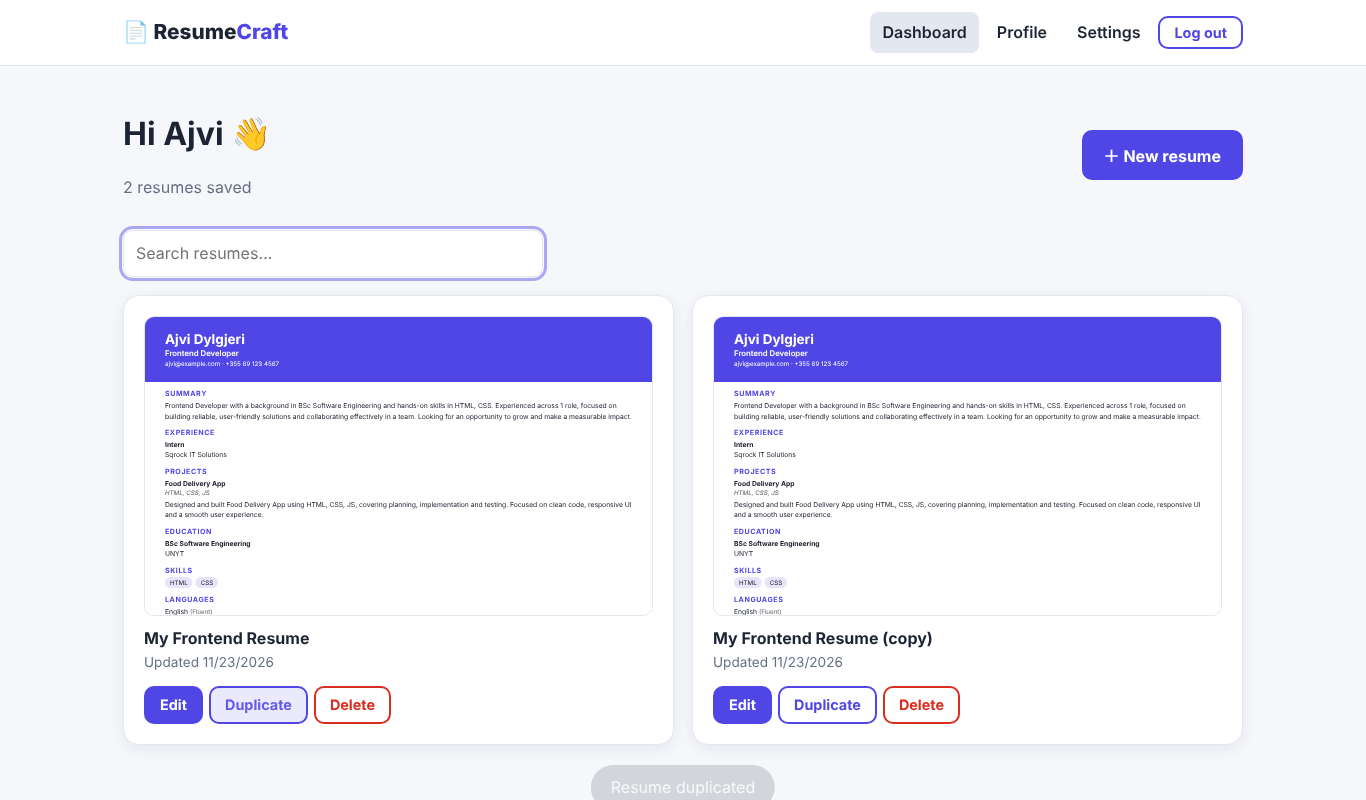 ResumeCraft
Dashboard
Profile
Settings
Log out
Hi Ajvi 👋
+ New resume
2 resumes saved
Search resumes...
Ajvi Dylgjeri
Frontend Developer
ajvi@example.com · +355 69 123 4567
SUMMARY
Frontend Developer with a background in BSc Software Engineering and hands-on skills in HTML, CSS. Experienced across 1 role, focused on
building reliable, user-friendly solutions and collaborating effectively in a team. Looking for an opportunity to grow and make a measurable impact.
EXPERIENCE
Intern
Sqrock IT Solutions
PROJECTS
Food Delivery App
HTML, CSS, JS
Designed and built Food Delivery App using HTML, CSS, JS, covering planning, implementation and testing. Focused on clean code, responsive UI
and a smooth user experience.
EDUCATION
BSc Software Engineering
UNYT
SKILLS
HTML CSS
LANGUAGES
English (Fluent)
My Frontend Resume
Updated 11/23/2026
Edit
Duplicate
Delete
Ajvi Dylgjeri
Frontend Developer
ajvi@example.com · +355 69 123 4567
SUMMARY
Frontend Developer with a background in BSc Software Engineering and hands-on skills in HTML, CSS. Experienced across 1 role, focused on
building reliable, user-friendly solutions and collaborating effectively in a team. Looking for an opportunity to grow and make a measurable impact.
EXPERIENCE
Intern
Sqrock IT Solutions
PROJECTS
Food Delivery App
HTML, CSS, JS
Designed and built Food Delivery App using HTML, CSS, JS, covering planning, implementation and testing. Focused on clean code, responsive UI
and a smooth user experience.
EDUCATION
BSc Software Engineering
UNYT
SKILLS
HTML CSS
LANGUAGES
English (Fluent)
My Frontend Resume (copy)
Updated 11/23/2026
Edit
Duplicate
Delete
Resume duplicated